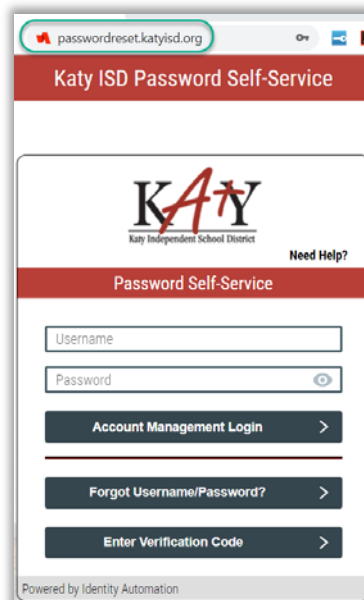 passwordreset.katyisd.org
Katy ISD Password Self-Service
KATY
Katy Independent School District
Need Help?
Password Self-Service
Username
Password
Account Management Login
Forgot Username/Password?
Enter Verification Code
Powered by Identity Automation